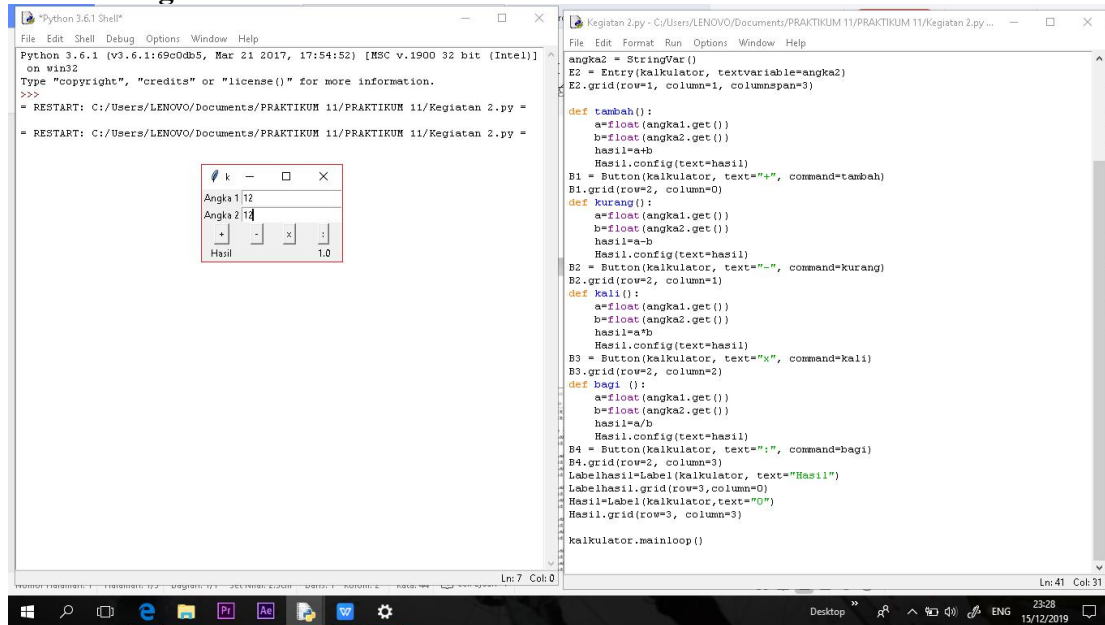 *Python 3.6.1 Shell*
File Edit Shell Debug Options Window Help
Python 3.6.1 (v3.6.1:69c0db5, Mar 21 2017, 17:54:52) [MSC v.1900 32 bit (Intel)]
on win32
Type "copyright", "credits" or "license()" for more information.
>>>
= RESTART: C:/Users/LENOVO/Documents/PRAKTIKUM 11/PRAKTIKUM 11/Kegiatan 2.py =
= RESTART: C:/Users/LENOVO/Documents/PRAKTIKUM 11/PRAKTIKUM 11/Kegiatan 2.py =
k
Angka 1 12
Angka 2 12
+ - x :
Hasil 1.0
Ln: 7 Col: 0
Kegiatan 2.py - C:/Users/LENOVO/Documents/PRAKTIKUM 11/PRAKTIKUM 11/Kegiatan 2.py ...
File Edit Format Run Options Window Help
angka2 = StringVar()
E2 = Entry(kalkulator, textvariable=angka2)
E2.grid(row=1, column=1, columnspan=3)
def tambah():
a=float(angka1.get())
b=float(angka2.get())
hasil=a+b
Hasil.config(text=hasil)
B1 = Button(kalkulator, text="+", command=tambah)
B1.grid(row=2, column=0)
def kurang():
a=float(angka1.get())
b=float(angka2.get())
hasil=a-b
Hasil.config(text=hasil)
B2 = Button(kalkulator, text="-", command=kurang)
B2.grid(row=2, column=1)
def kali():
a=float(angka1.get())
b=float(angka2.get())
hasil=a*b
Hasil.config(text=hasil)
B3 = Button(kalkulator, text="x", command=kali)
B3.grid(row=2, column=2)
def bagi ():
a=float(angka1.get())
b=float(angka2.get())
hasil=a/b
Hasil.config(text=hasil)
B4 = Button(kalkulator, text=":", command=bagi)
B4.grid(row=2, column=3)
Labelhasil=Label(kalkulator, text="Hasil")
Labelhasil.grid(row=3,column=0)
Hasil=Label(kalkulator,text="0")
Hasil.grid(row=3, column=3)
kalkulator.mainloop()
Ln: 41 Col: 31
Pr Ae
Desktop ENG 23:28
15/12/2019